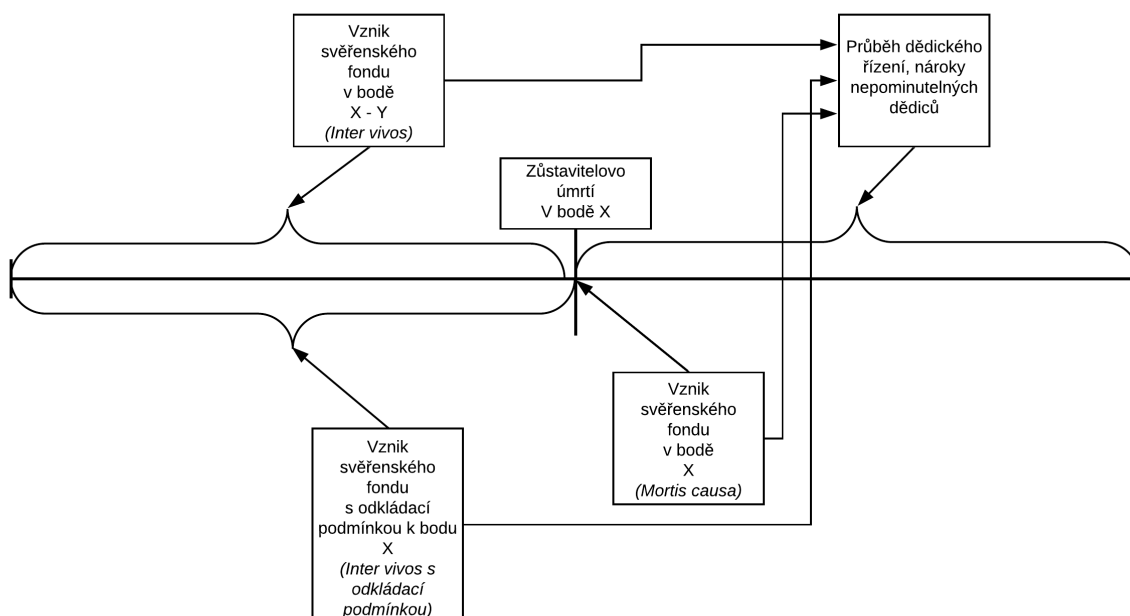 Vznik
svěřenského
fondu
v bodě
X - Y
(Inter vivos)
Průběh dědického
řízení, nároky
nepominutelných
dědiců
Zůstavitelovo
úmrtí
V bodě X
Vznik
svěřenského
fondu
v bodě
X
(Mortis causa)
Vznik
svěřenského
fondu
s odkládací
podmínkou k bodu
X
(Inter vivos s
odkládací
podmínkou)